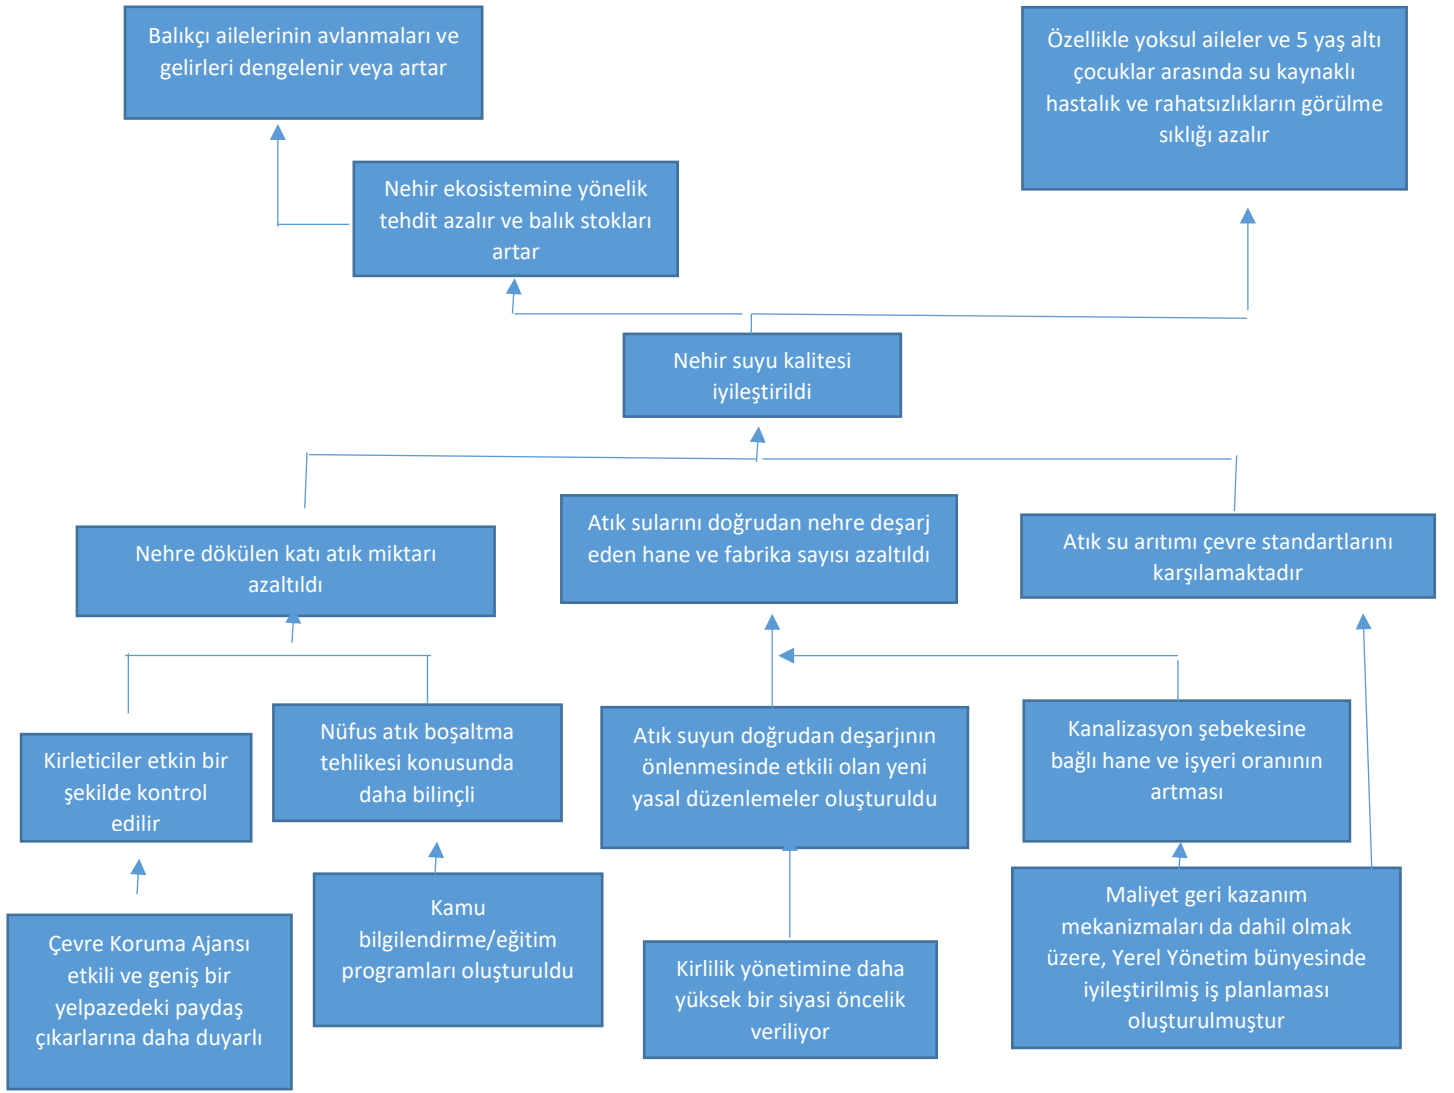 Balıkçı ailelerinin avlanmaları ve
gelirleri dengelenir veya artar
Özellikle yoksul aileler ve 5 yaş altı
çocuklar arasında su kaynaklı
hastalık ve rahatsızlıkların görülme
sıklığı azalır
Nehir ekosistemine yönelik
tehdit azalır ve balık stokları
artar
Nehir suyu kalitesi
iyileştirildi
Nehre dökülen katı atık miktarı
azaltıldı
Atık sularını doğrudan nehre deşarj
eden hane ve fabrika sayısı azaltıldı
Atık su arıtımı çevre standartlarını
karşılamaktadır
Kirleticiler etkin bir
şekilde kontrol
edilir
Nüfus atık boşaltma
tehlikesi konusunda
daha bilinçli
Atık suyun doğrudan deşarjının
önlenmesinde etkili olan yeni
yasal düzenlemeler oluşturuldu
Kanalizasyon şebekesine
bağlı hane ve işyeri oranının
artması
Çevre Koruma Ajansı
etkili ve geniş bir
yelpazedeki paydaş
çıkarlarına daha duyarlı
Kamu
bilgilendirme/eğitim
programları oluşturuldu
Kirlilik yönetimine daha
yüksek bir siyasi öncelik
veriliyor
Maliyet geri kazanım
mekanizmaları da dahil olmak
üzere, Yerel Yönetim bünyesinde
iyileştirilmiş iş planlaması
oluşturulmuştur